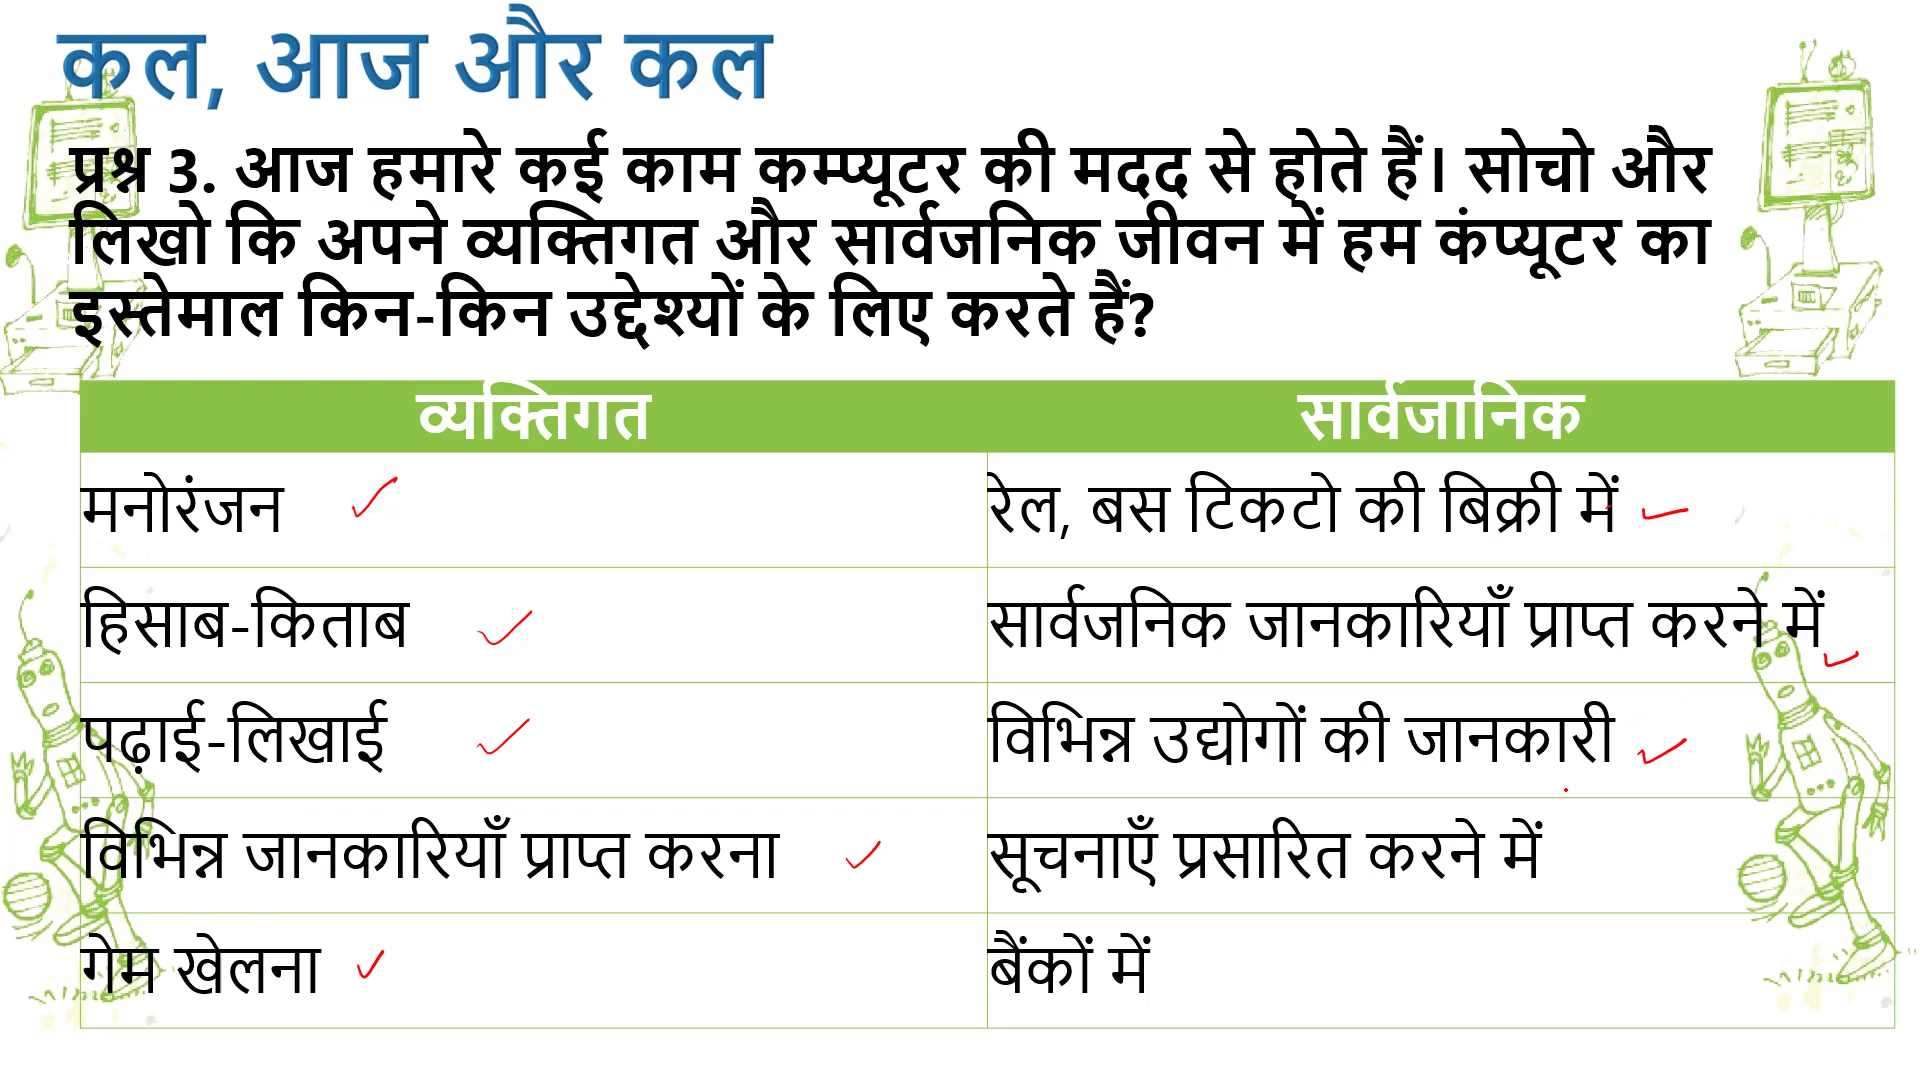 कल, आज और कल
प्रश्न 3. आज हमारे कई काम कम्प्यूटर की मदद से होते हैं। सोचो और
लिखो कि अपने व्यक्तिगत और सार्वजनिक जीवन में हम कंप्यूटर का
इस्तेमाल किन-किन उद्देश्यों के लिए करते हैं?
व्यक्तिगत सार्वजानिक
मनोरंजन रेल, बस टिकटो की बिक्री में
हिसाब-किताब सार्वजनिक जानकारियाँ प्राप्त करने में
पढ़ाई-लिखाई विभिन्न उद्योगों की जानकारी
विभिन्न जानकारियाँ प्राप्त करना सूचनाएँ प्रसारित करने में
गेम खेलना बैंकों में